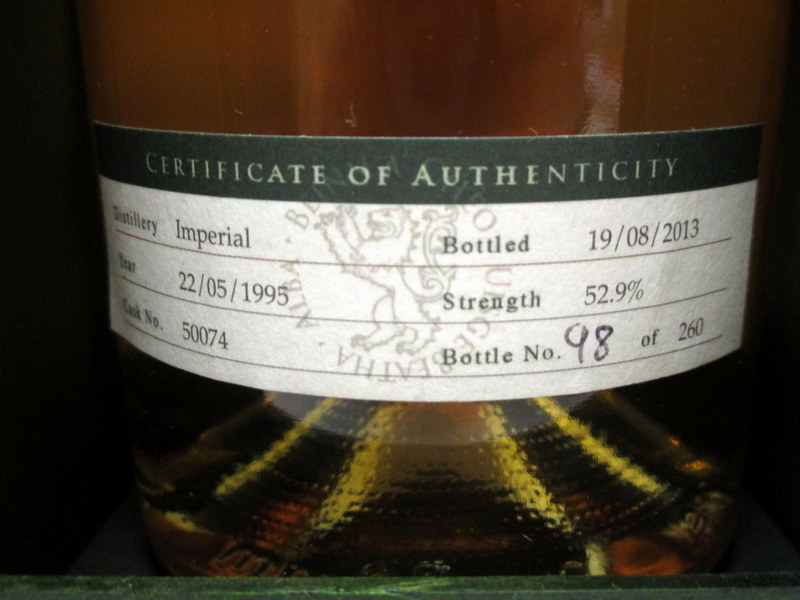 CERTIFICATE OF AUTHENTICITY
Distillery Imperial Bottled 19/08/2013
Year 22/05/1995 Strength 52.9%
Cask No. 50074 Bottle No. 98 of 260